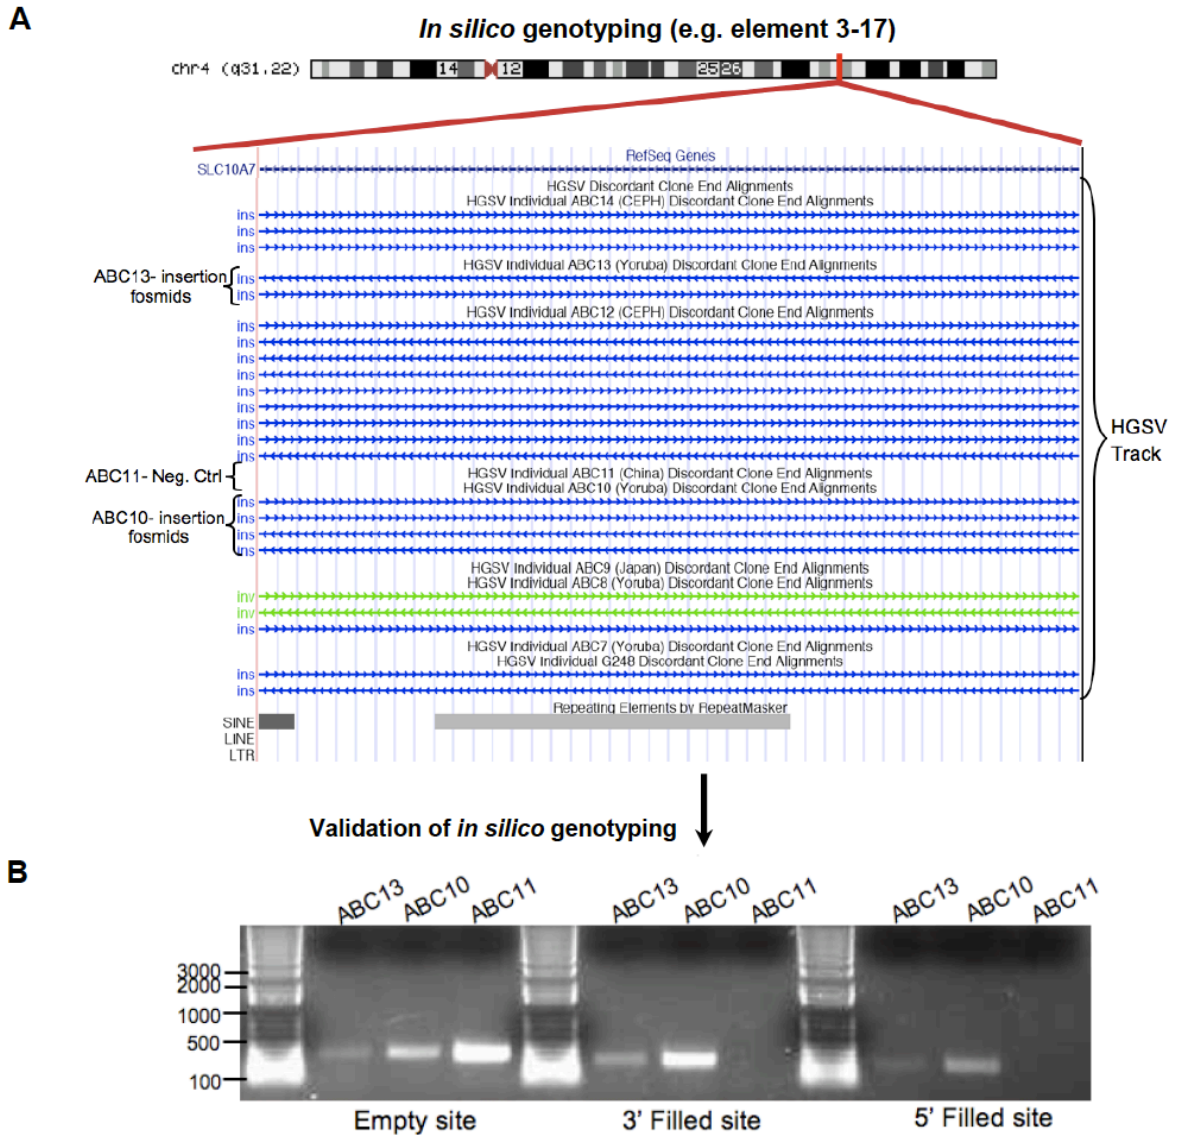 A
In silico genotyping (e.g. element 3-17)
chr4 (q31.22)
14
12
25
26
RefSeq Genes
SLC10A7
HGSV Discordant Clone End Alignments
HGSV Individual ABC14 (CEPH) Discordant Clone End Alignments
ins
ins
ins
HGSV Individual ABC13 (Yoruba) Discordant Clone End Alignments
ABC13- insertion
fosmids
ins
ins
HGSV Individual ABC12 (CEPH) Discordant Clone End Alignments
ins
ins
ins
ins
ins
ins
ins
ins
ins
HGSV
Track
ABC11- Neg. Ctrl
HGSV Individual ABC11 (China) Discordant Clone End Alignments
HGSV Individual ABC10 (Yoruba) Discordant Clone End Alignments
ABC10- insertion
fosmids
ins
ins
ins
ins
HGSV Individual ABC9 (Japan) Discordant Clone End Alignments
HGSV Individual ABC8 (Yoruba) Discordant Clone End Alignments
inv
inv
ins
HGSV Individual ABC7 (Yoruba) Discordant Clone End Alignments
HGSV Individual G248 Discordant Clone End Alignments
ins
ins
Repeating Elements by RepeatMasker
SINE
LINE
LTR
Validation of in silico genotyping
B
ABC13 ABC10 ABC11 ABC13 ABC10 ABC11 ABC13 ABC10 ABC11
3000
2000
1000
500
100
Empty site 3' Filled site 5' Filled site